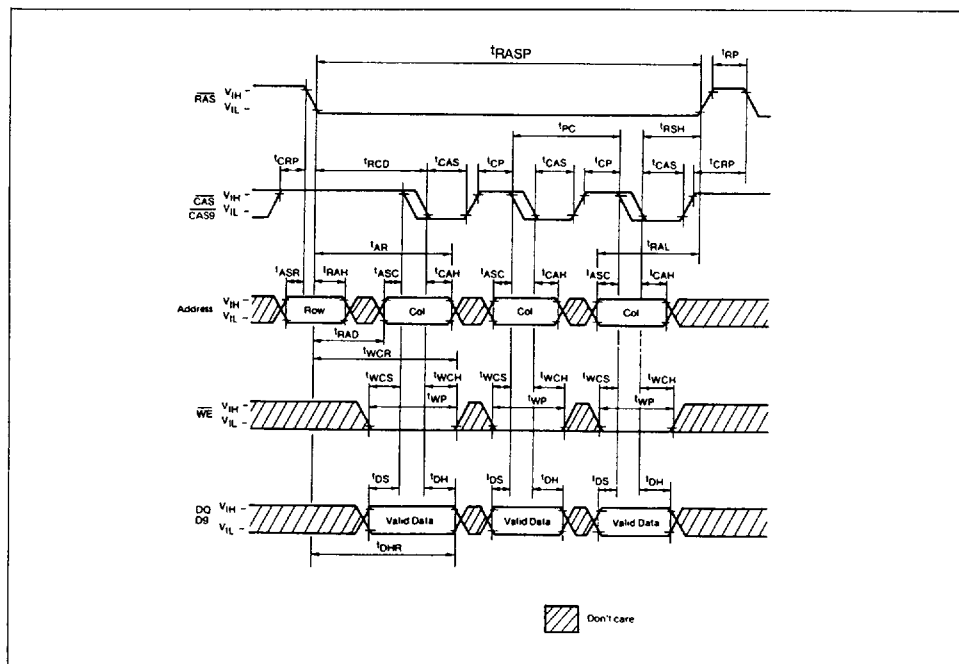 tRASP
tRP
RAS VIH
VIL
tPC
tRSH
tCRP
tRCD
tCAS
tCP
tCAS
tCP
tCAS
tCRP
CAS VIH
CAS9 VIL
tAR
tRAL
tASR
tRAH
tASC
tCAH
tASC
tCAH
tASC
tCAH
Address VIH
VIL
Row
Col
Col
Col
tRAD
tWCR
tWCS
tWCH
tWCS
tWCH
tWCS
tWCH
tWP
tWP
tWP
WE VIH
VIL
tDS
tDH
tDS
tDH
tDS
tDH
DQ VIH
D9 VIL
Valid Data
Valid Data
Valid Data
tDHR
Don't care